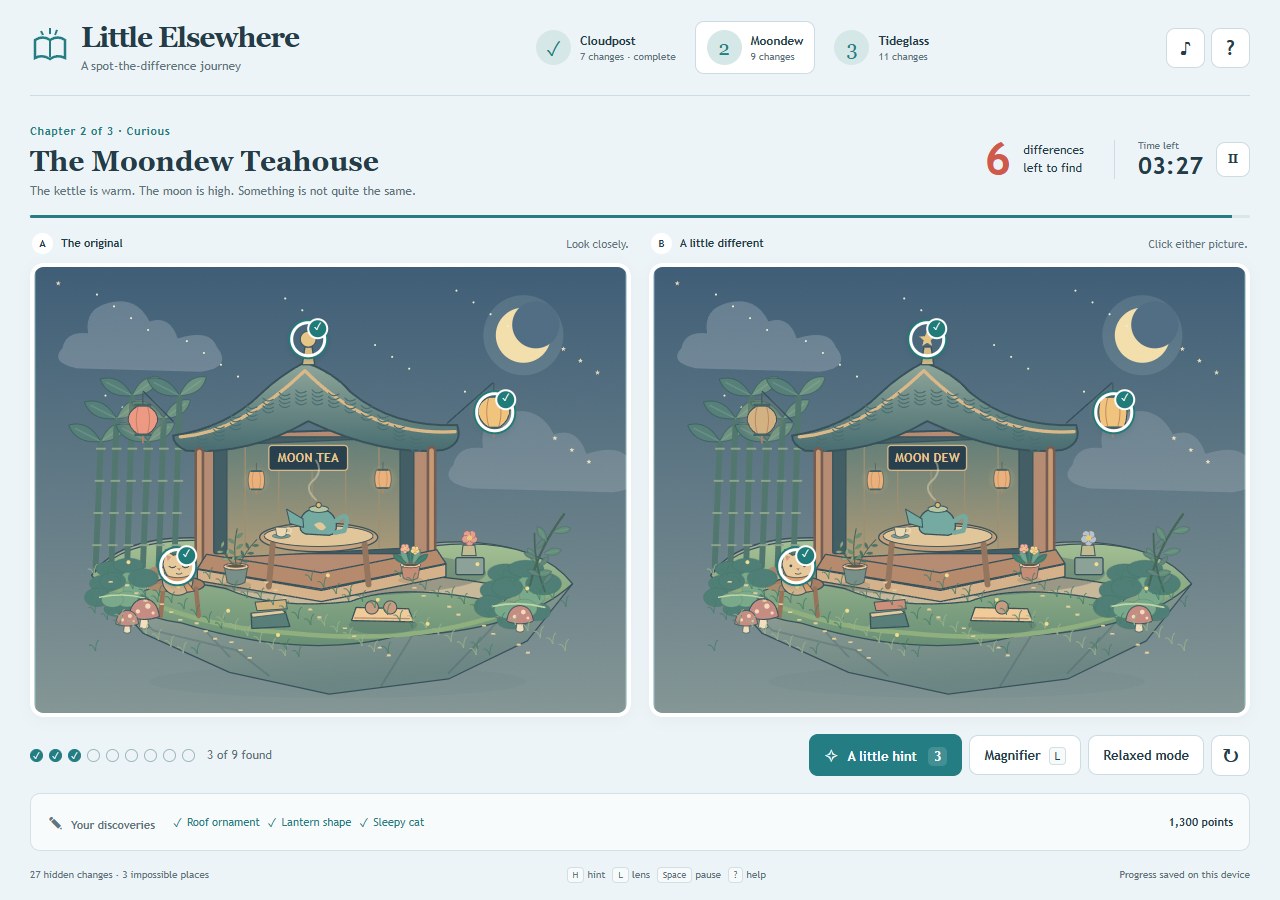 Little Elsewhere
A spot-the-difference journey
✓ Cloudpost
7 changes · complete
2 Moondew
9 changes
3 Tideglass
11 changes
♪ ?
Chapter 2 of 3 · Curious
The Moondew Teahouse
The kettle is warm. The moon is high. Something is not quite the same.
6 differences
left to find
Time left
03:27
A The original
Look closely.
B A little different
Click either picture.
MOON TEA
MOON DEW
3 of 9 found
A little hint 3
Magnifier L
Relaxed mode
Your discoveries
✓ Roof ornament ✓ Lantern shape ✓ Sleepy cat
1,300 points
27 hidden changes · 3 impossible places
H hint L lens Space pause ? help
Progress saved on this device